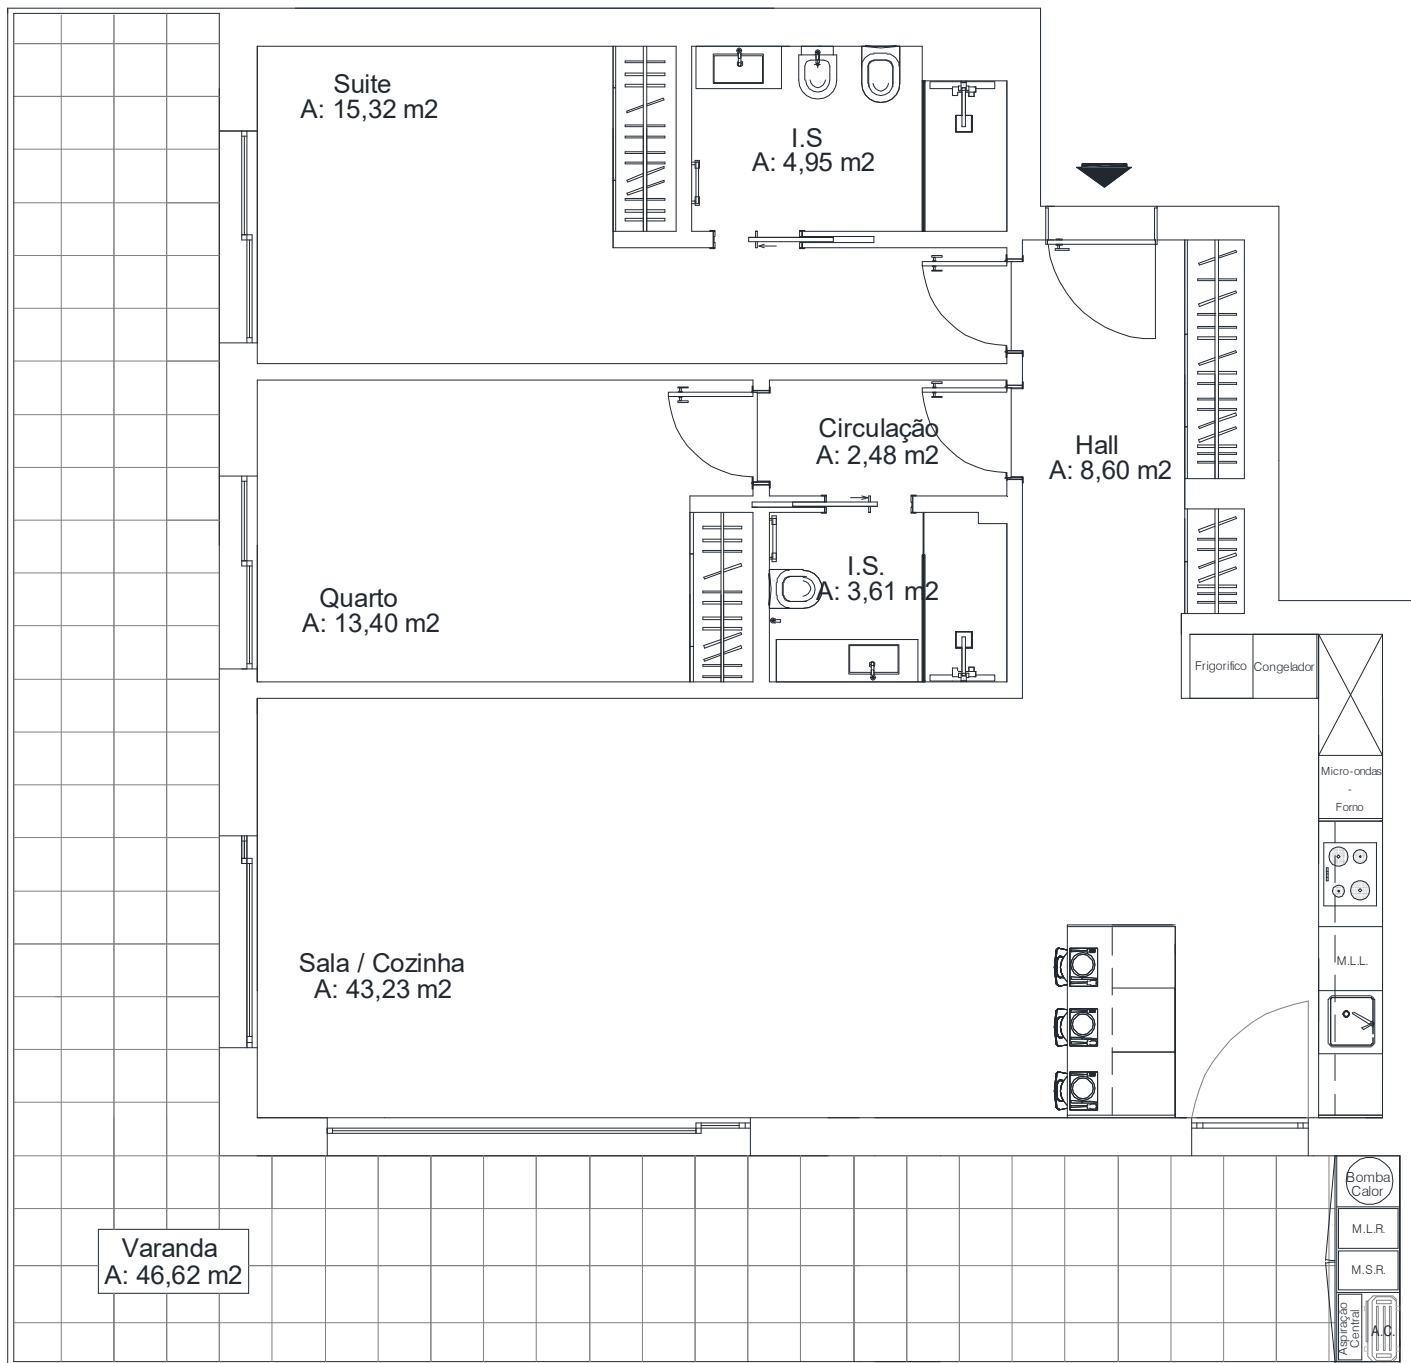 Suite
A: 15,32 m2
I.S
A: 4,95 m2
Circulação
A: 2,48 m2
Hall
A: 8,60 m2
I.S.
A: 3,61 m2
Quarto
A: 13,40 m2
Frigorifico
Congelador
Micro-ondas
-
Forno
M.L.L.
Sala / Cozinha
A: 43,23 m2
Bomba
Calor
M.L.R.
M.S.R.
Aspiração
Central
A.C.
Varanda
A: 46,62 m2